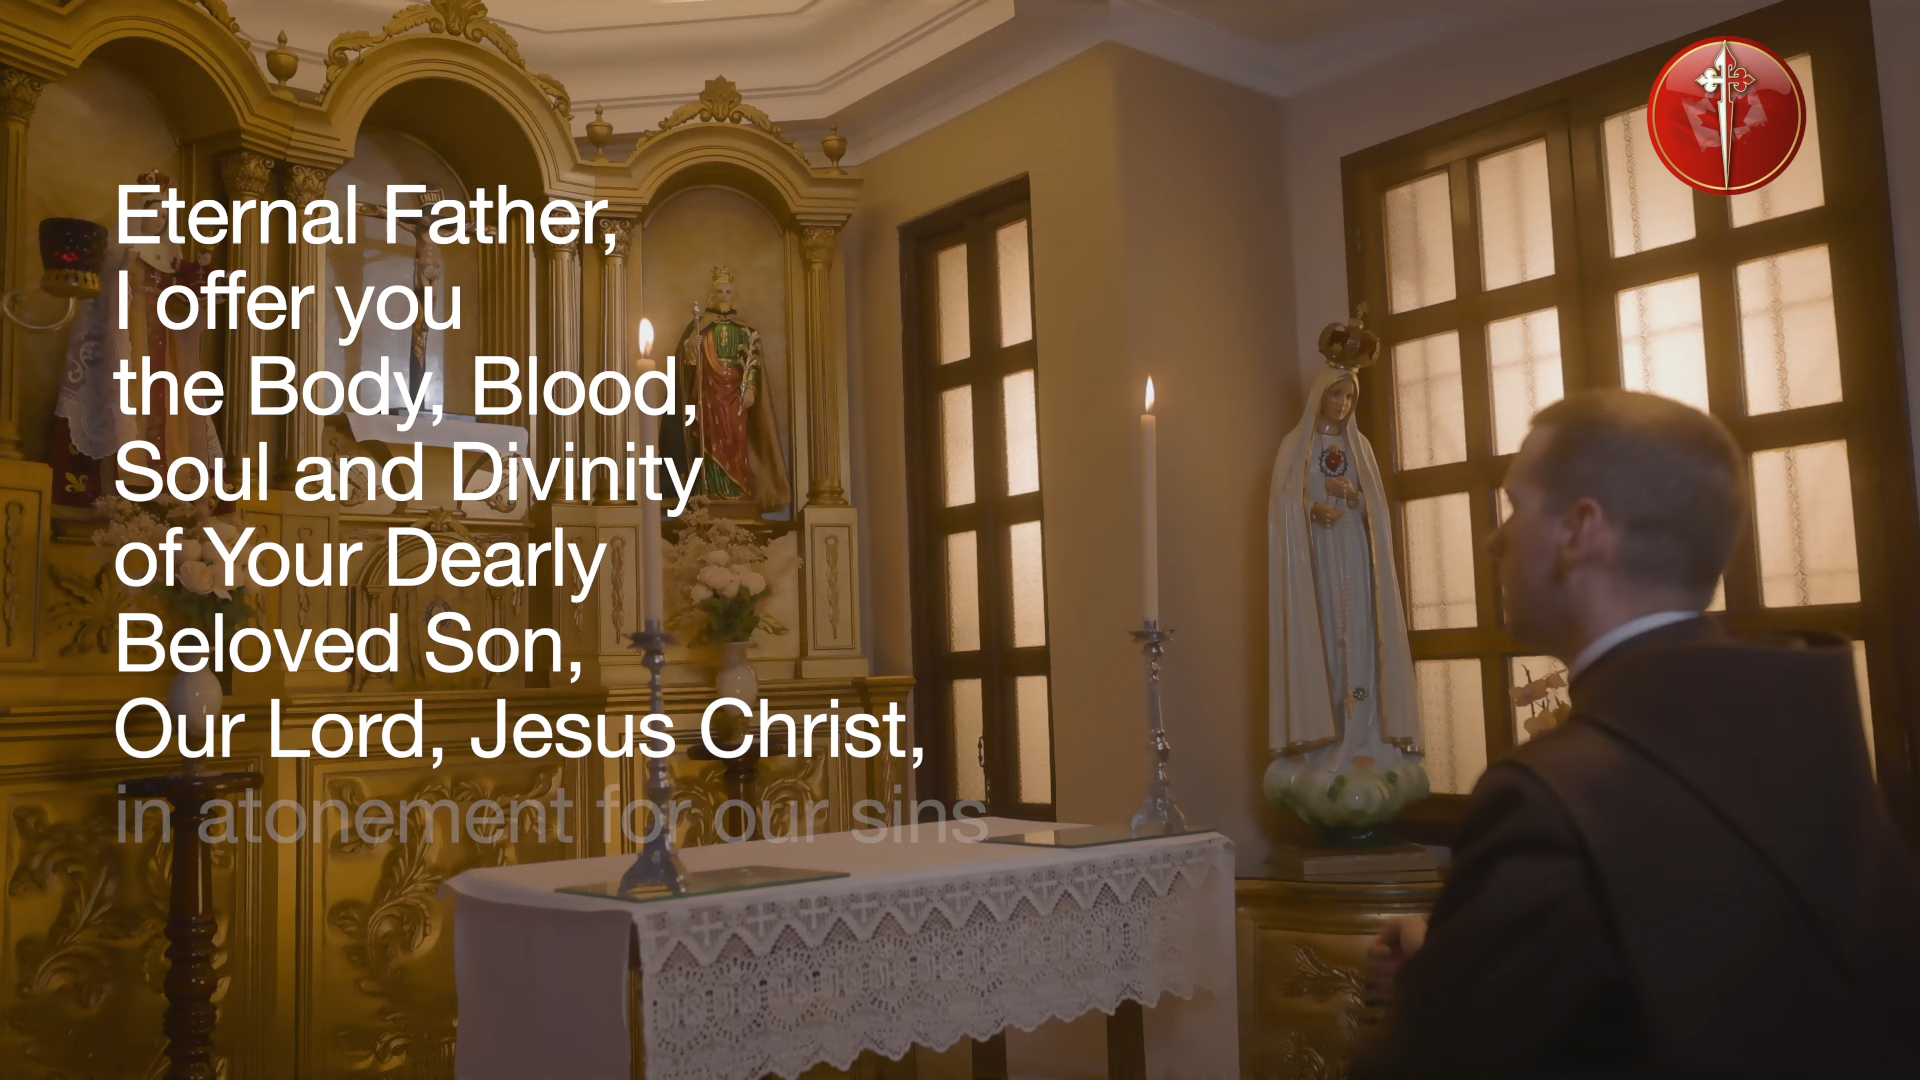 Eternal Father,
I offer you
the Body, Blood,
Soul and Divinity
of Your Dearly
Beloved Son,
Our Lord, Jesus Christ,
in atonement for our sins